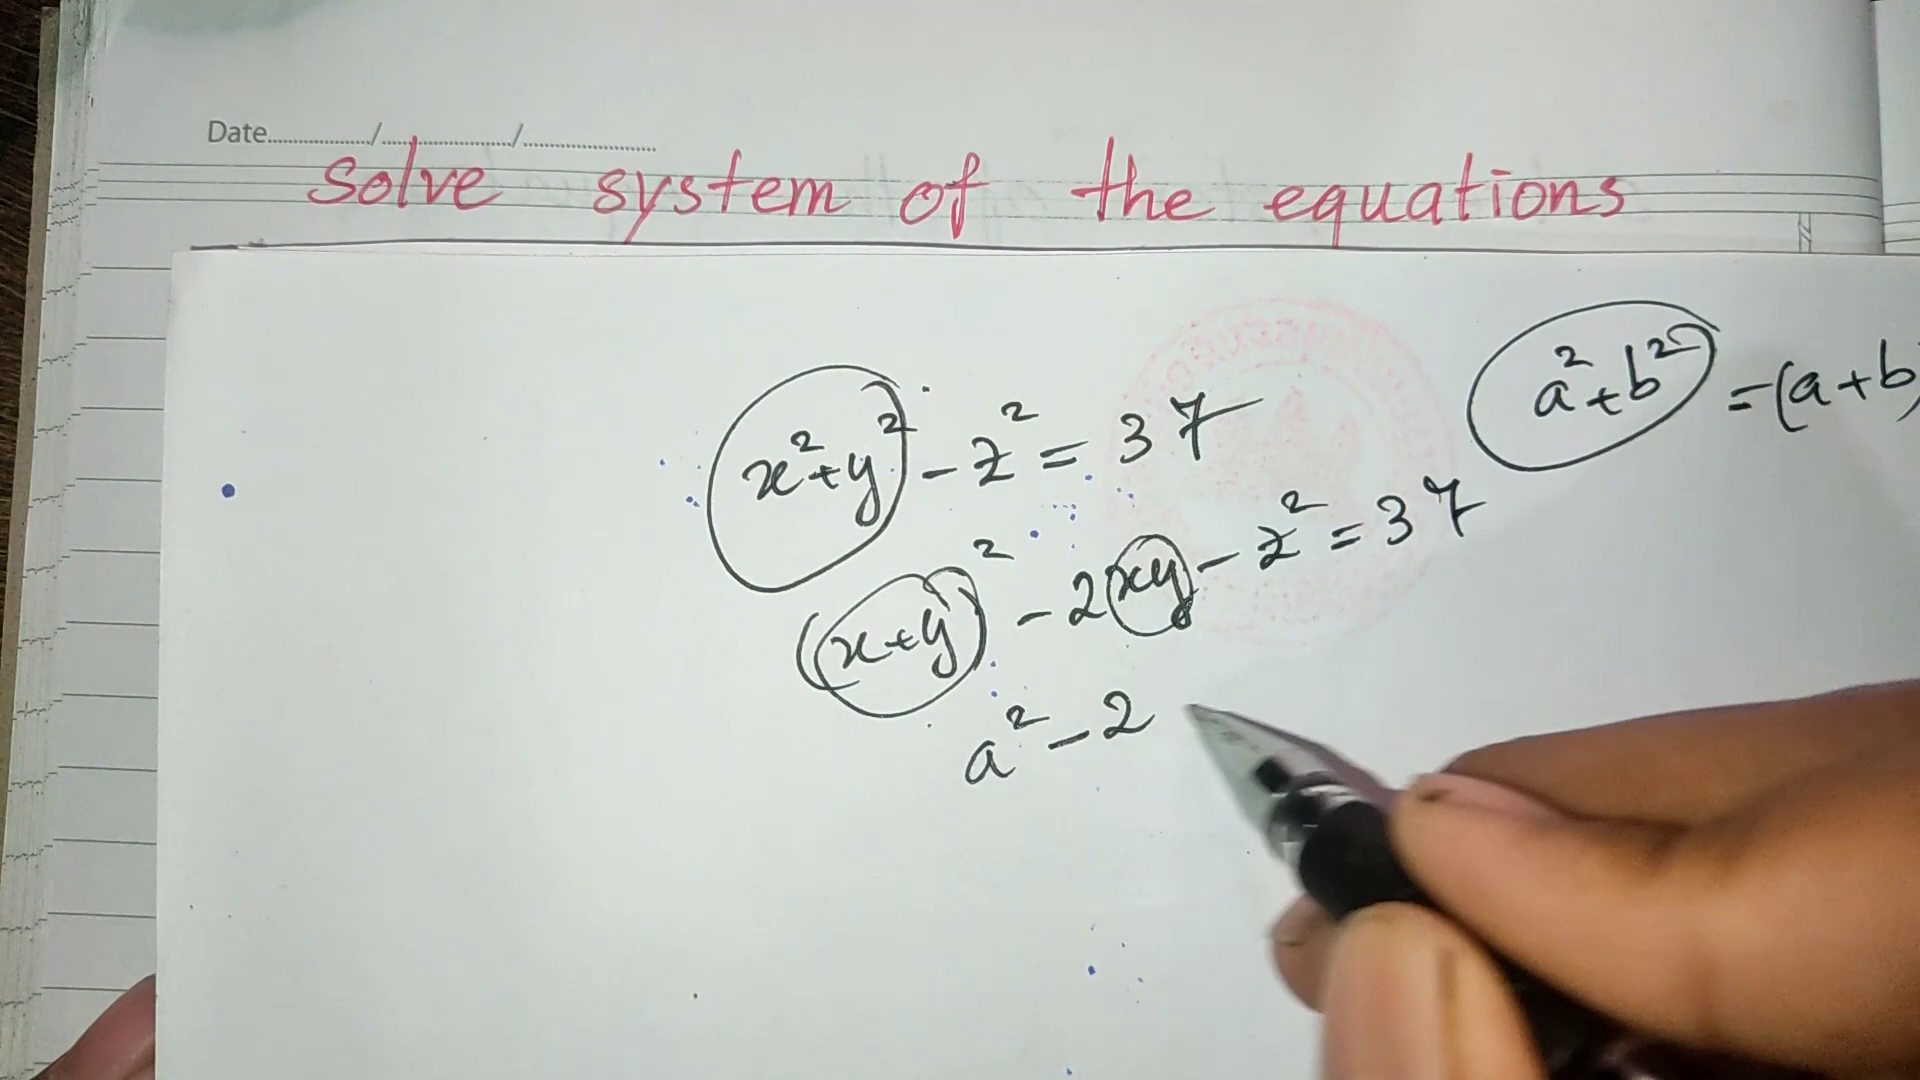 Date............/............/............
Solve system of the equations
x²+y² - z² = 37
a²+b² = (a+b)
(x+y)² - 2xy - z² = 37
a² - 2